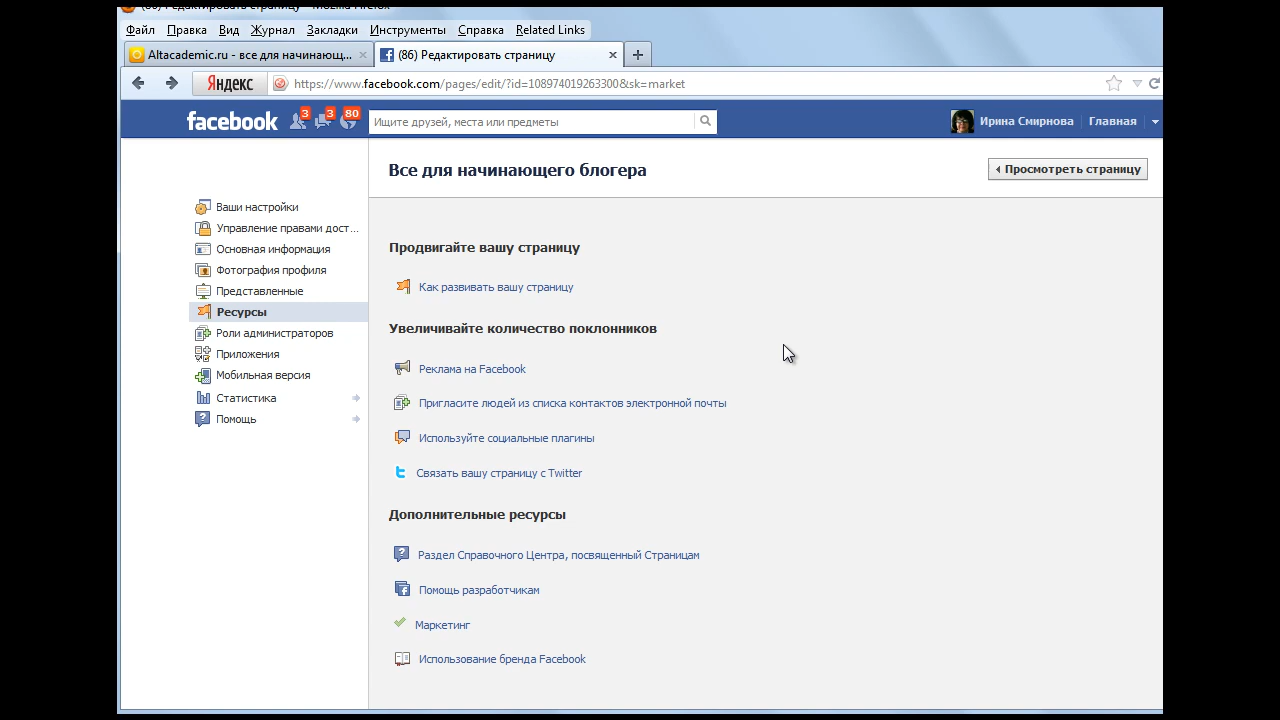 (86) Редактировать страницу - Mozilla Firefox
Файл Правка Вид Журнал Закладки Инструменты Справка Related Links
Altacademic.ru - все для начинающ... (86) Редактировать страницу
Яндекс https://www.facebook.com/pages/edit/?id=108974019263300&sk=market
facebook 3 3 80 Ищите друзей, места или предметы Ирина Смирнова Главная
Все для начинающего блогера Просмотреть страницу
Ваши настройки
Управление правами дост...
Основная информация
Фотография профиля
Представленные
Ресурсы
Роли администраторов
Приложения
Мобильная версия
Статистика
Помощь
Продвигайте вашу страницу
Как развивать вашу страницу
Увеличивайте количество поклонников
Реклама на Facebook
Пригласите людей из списка контактов электронной почты
Используйте социальные плагины
Связать вашу страницу с Twitter
Дополнительные ресурсы
Раздел Справочного Центра, посвященный Страницам
Помощь разработчикам
Маркетинг
Использование бренда Facebook